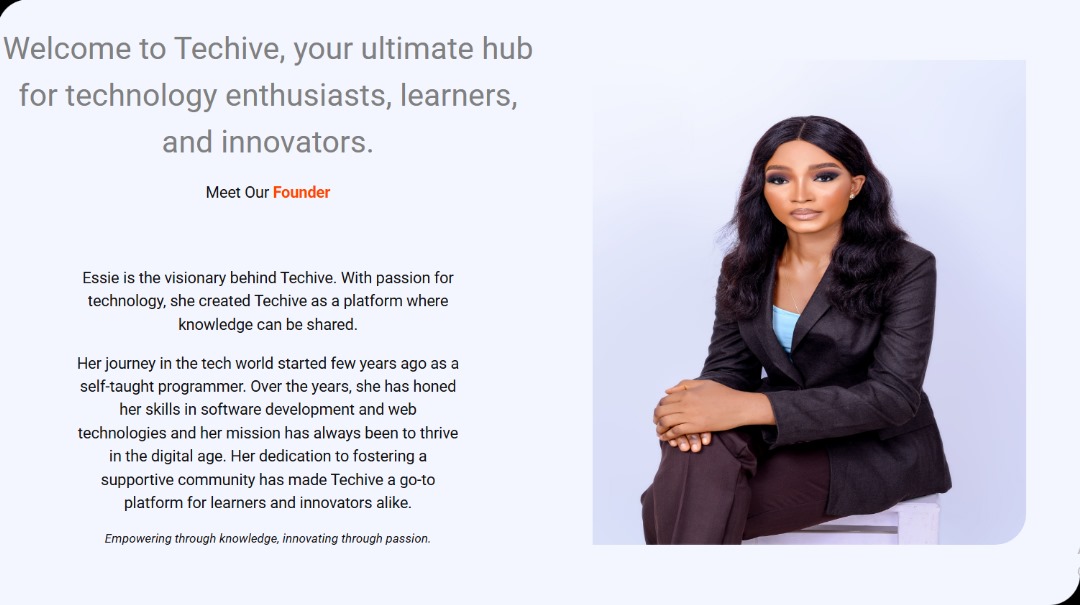 Welcome to Techive, your ultimate hub
for technology enthusiasts, learners,
and innovators.
Meet Our Founder
Essie is the visionary behind Techive. With passion for
technology, she created Techive as a platform where
knowledge can be shared.
Her journey in the tech world started few years ago as a
self-taught programmer. Over the years, she has honed
her skills in software development and web
technologies and her mission has always been to thrive
in the digital age. Her dedication to fostering a
supportive community has made Techive a go-to
platform for learners and innovators alike.
Empowering through knowledge, innovating through passion.